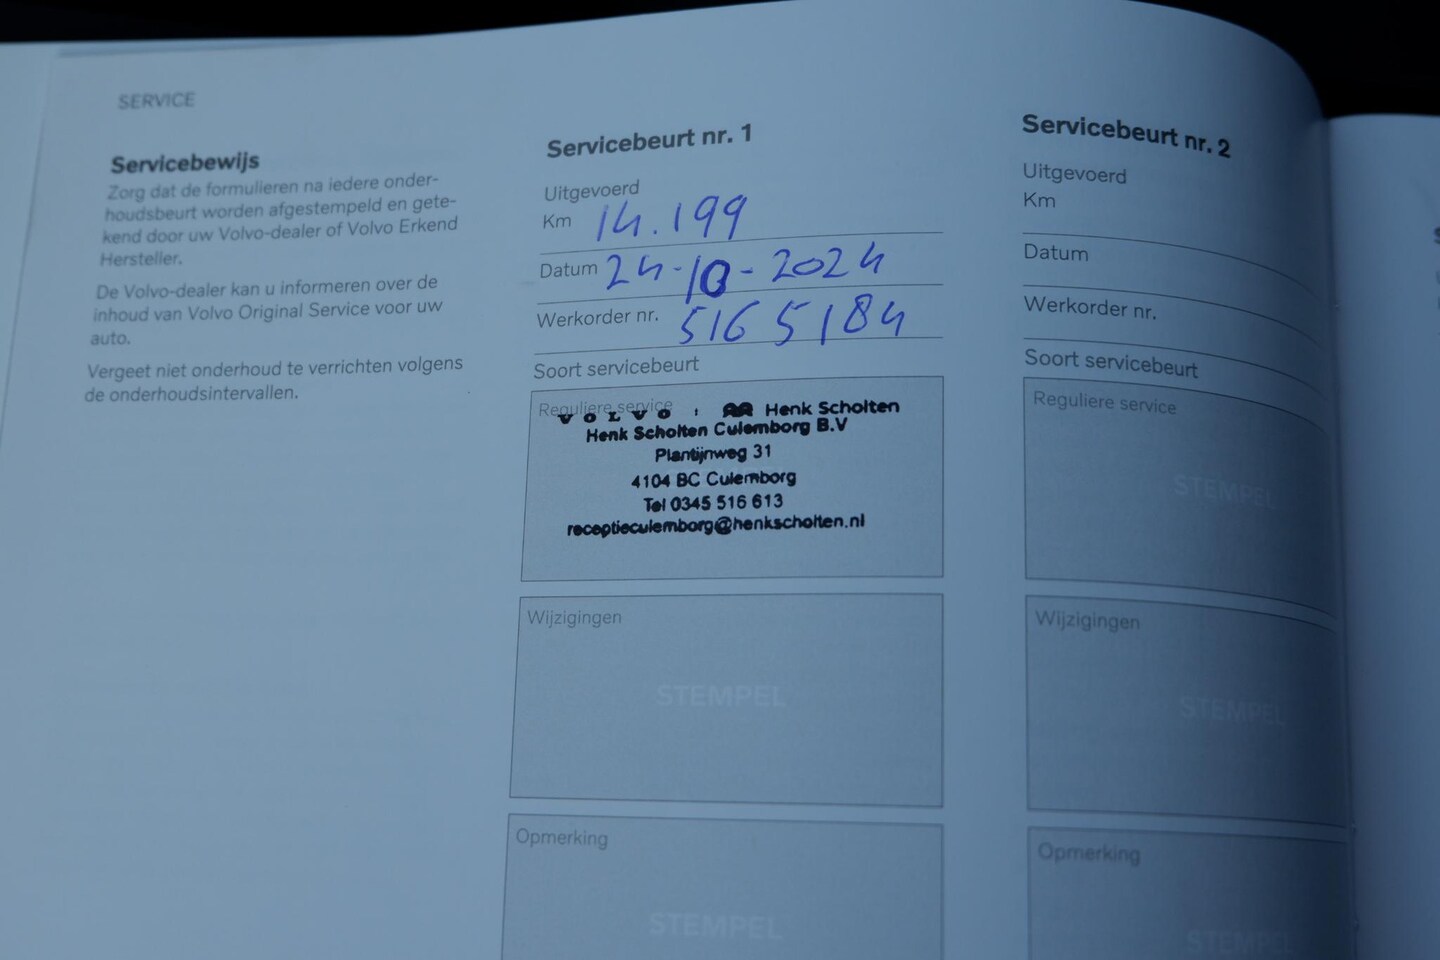 SERVICE
Servicebewijs
Zorg dat de formulieren na iedere onder-
houdsbeurt worden afgestempeld en gete-
kend door uw Volvo-dealer of Volvo Erkend
Hersteller.
De Volvo-dealer kan u informeren over de
inhoud van Volvo Original Service voor uw
auto.
Vergeet niet onderhoud te verrichten volgens
de onderhoudsintervallen.
Servicebeurt nr. 1
Uitgevoerd
Km 14.199
Datum 24-10-2024
Werkorder nr. 5165184
Soort servicebeurt
Reguliere service
VOLVO Henk Scholten
Henk Scholten Culemborg B.V
Plantijnweg 31
4104 BC Culemborg
Tel 0345 516 613
receptieculemborg@henkscholten.nl
Wijzigingen
STEMPEL
Opmerking
STEMPEL
Servicebeurt nr. 2
Uitgevoerd
Km
Datum
Werkorder nr.
Soort servicebeurt
Reguliere service
STEMPEL
Wijzigingen
STEMPEL
Opmerking
STEMPEL